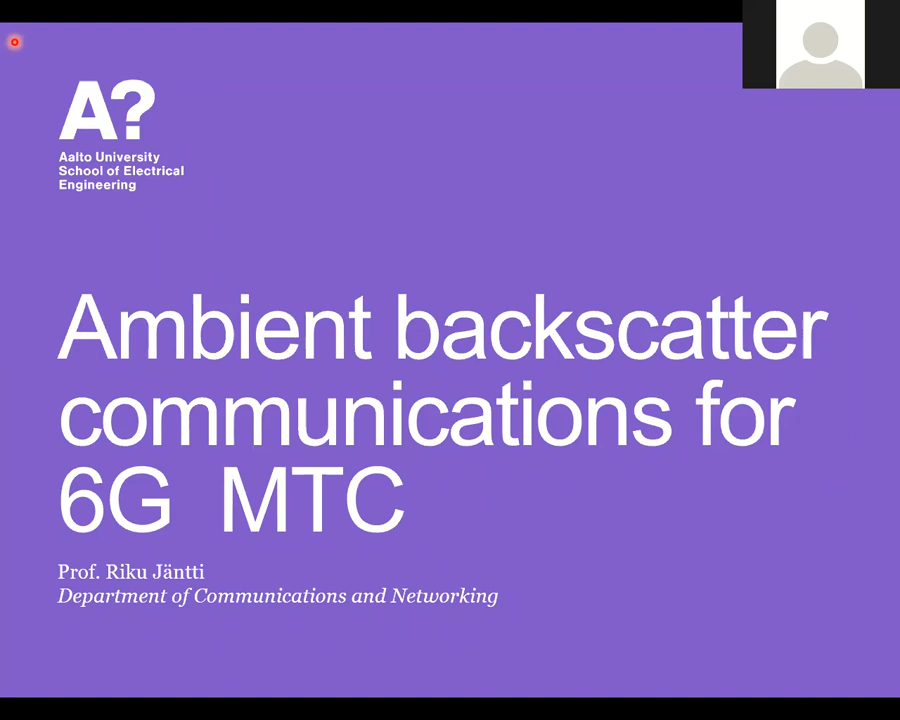 A?
Aalto University
School of Electrical
Engineering
Ambient backscatter
communications for
6G MTC
Prof. Riku Jäntti
Department of Communications and Networking